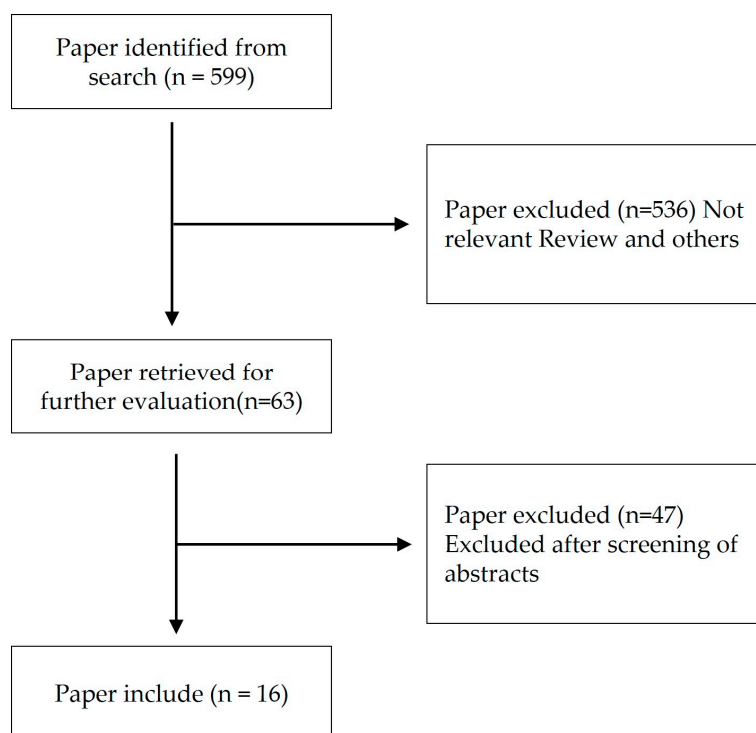 Paper identified from
search (n = 599)
Paper excluded (n=536) Not
relevant Review and others
Paper retrieved for
further evaluation(n=63)
Paper excluded (n=47)
Excluded after screening of
abstracts
Paper include (n = 16)